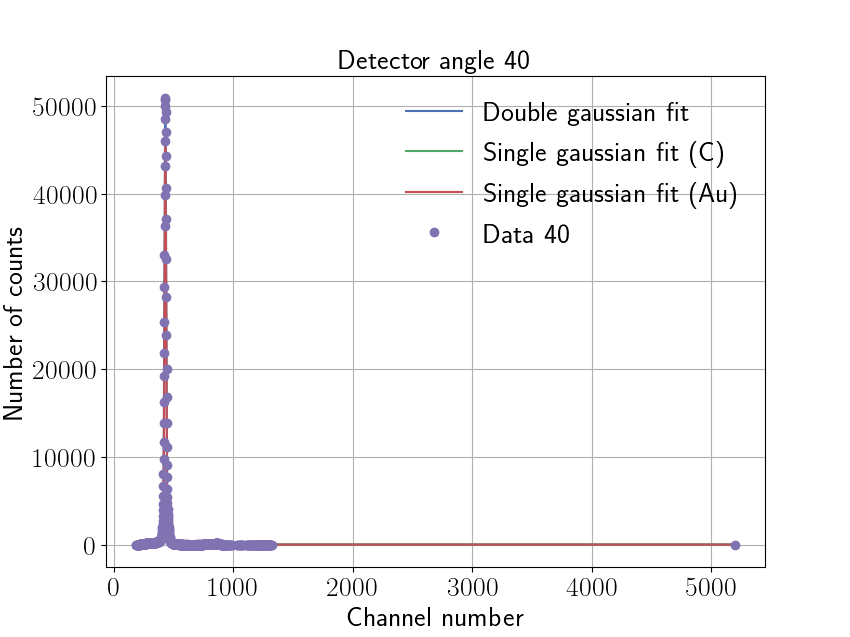 Detector angle 40
Double gaussian fit
Single gaussian fit (C)
Single gaussian fit (Au)
Data 40
Number of counts
50000
40000
30000
20000
10000
0
0 1000 2000 3000 4000 5000
Channel number